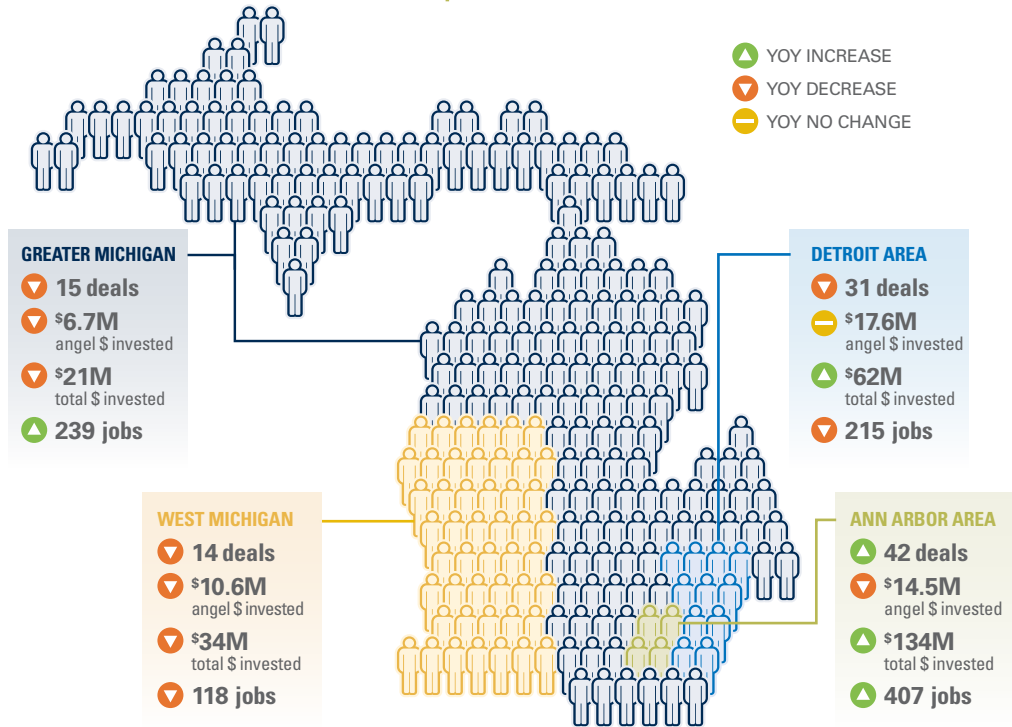 YOY INCREASE
YOY DECREASE
YOY NO CHANGE
GREATER MICHIGAN
15 deals
$6.7M
angel $ invested
$21M
total $ invested
239 jobs
DETROIT AREA
31 deals
$17.6M
angel $ invested
$62M
total $ invested
215 jobs
WEST MICHIGAN
14 deals
$10.6M
angel $ invested
$34M
total $ invested
118 jobs
ANN ARBOR AREA
42 deals
$14.5M
angel $ invested
$134M
total $ invested
407 jobs